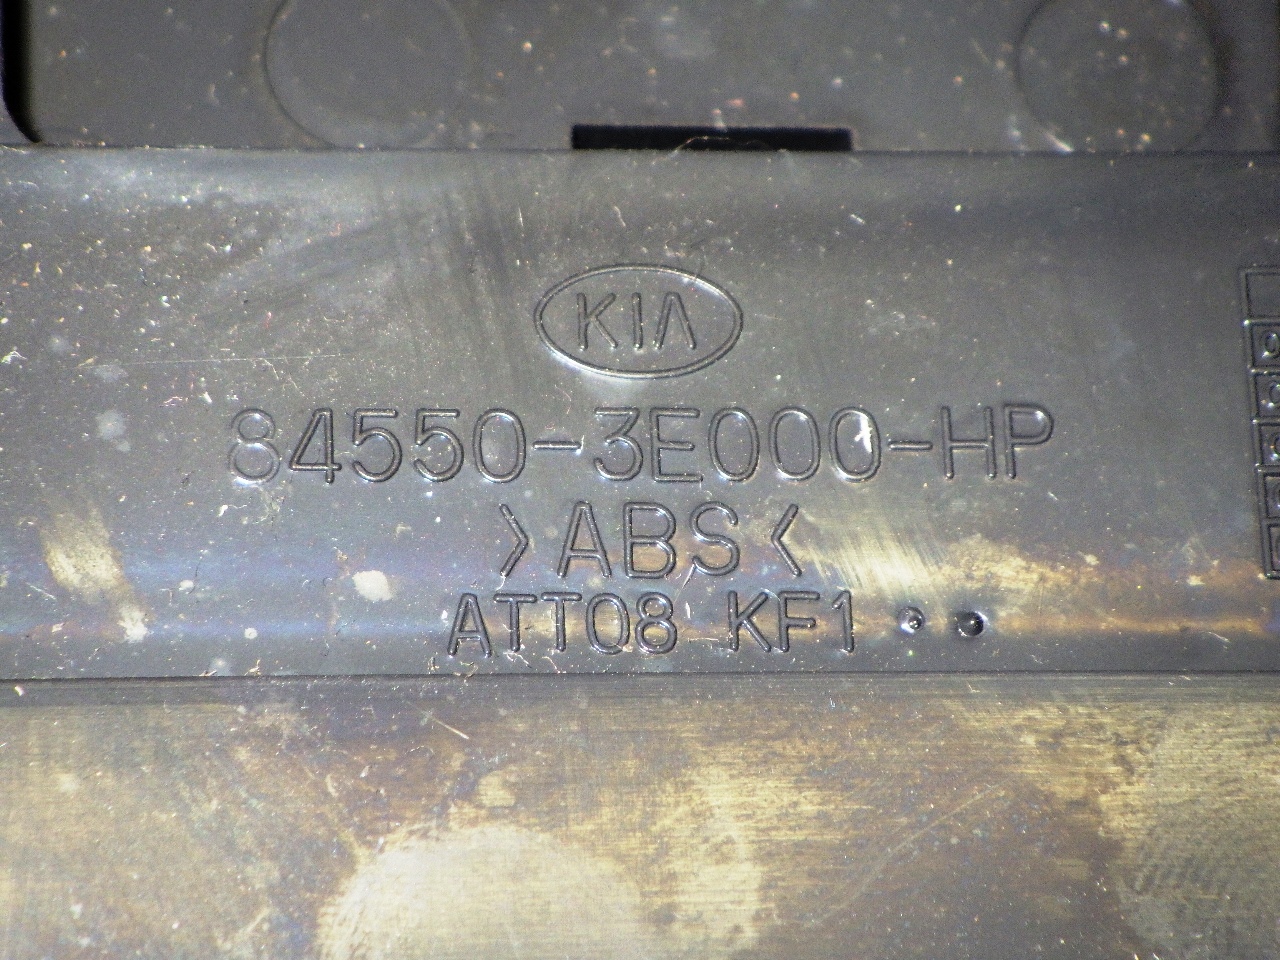 KIA
84550-3E000-HP
>ABS<
ATT08 KF1